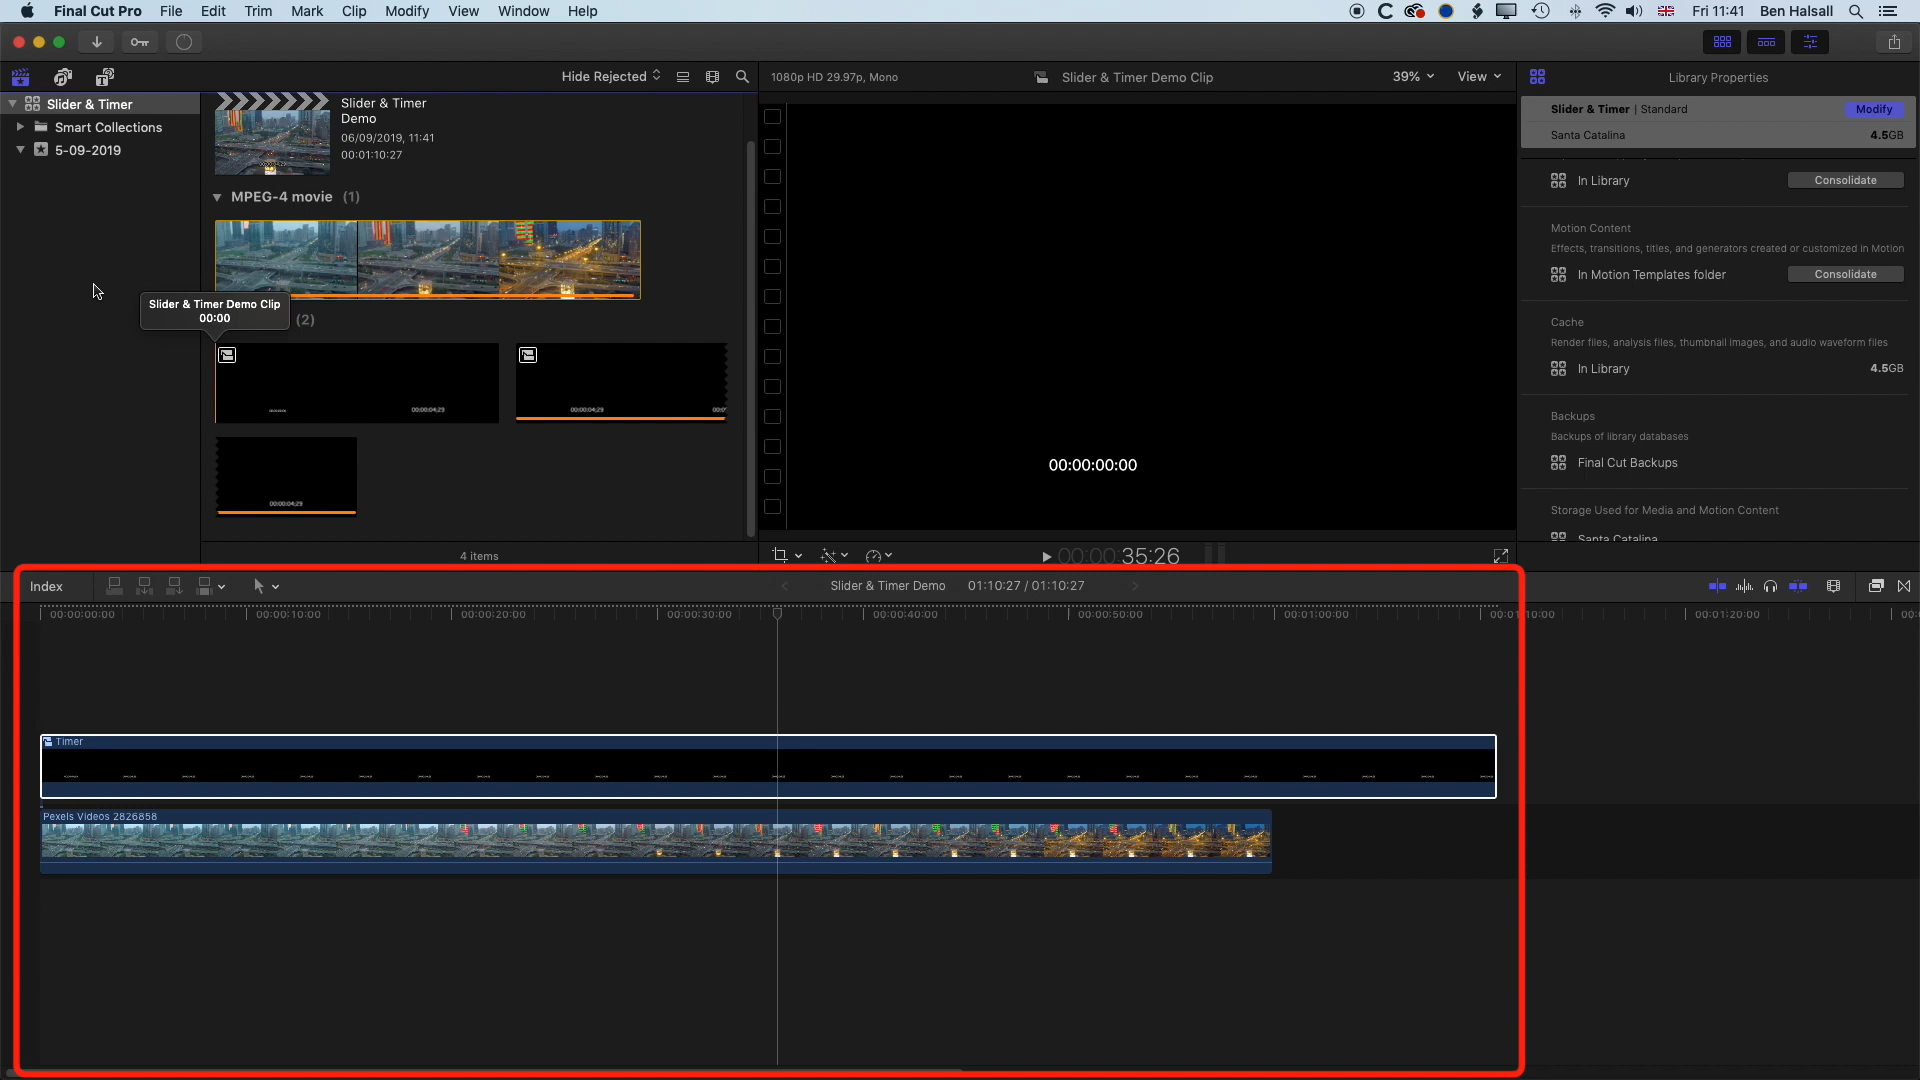 Final Cut Pro File Edit Trim Mark Clip Modify View Window Help Fri 11:41 Ben Halsall
Hide Rejected 1080p HD 29.97p, Mono Slider & Timer Demo Clip 39% View Library Properties
Slider & Timer
Smart Collections
5-09-2019
Slider & Timer
Demo
06/09/2019, 11:41
00:01:10:27
MPEG-4 movie (1)
Slider & Timer Demo Clip
00:00
(2)
00:00:04;29
00:00:04;29
00:00:04;29
4 items
00:00:00:00
00:00:35:26
Slider & Timer | Standard Modify
Santa Catalina 4.5GB
In Library Consolidate
Motion Content
Effects, transitions, titles, and generators created or customized in Motion
In Motion Templates folder Consolidate
Cache
Render files, analysis files, thumbnail images, and audio waveform files
In Library 4.5GB
Backups
Backups of library databases
Final Cut Backups
Storage Used for Media and Motion Content
Santa Catalina
Index Slider & Timer Demo 01:10:27 / 01:10:27
00:00:00:00 00:00:10:00 00:00:20:00 00:00:30:00 00:00:40:00 00:00:50:00 00:01:00:00 00:01:10:00 00:01:20:00
Timer
Pexels Videos 2826858